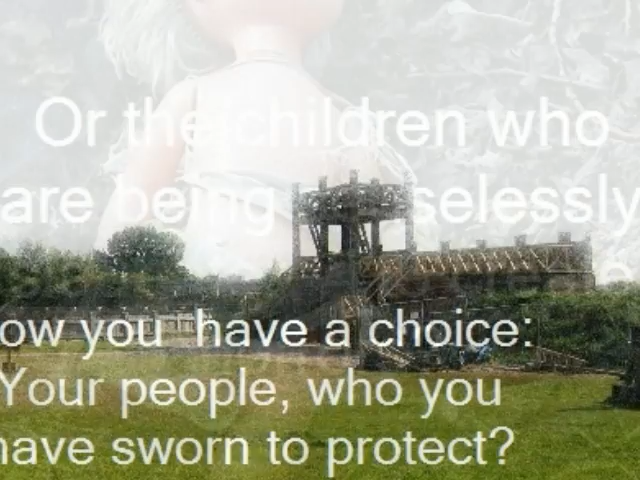 Or the children who
are being selessly
ow you have a choice:
Your people, who you
have sworn to protect?